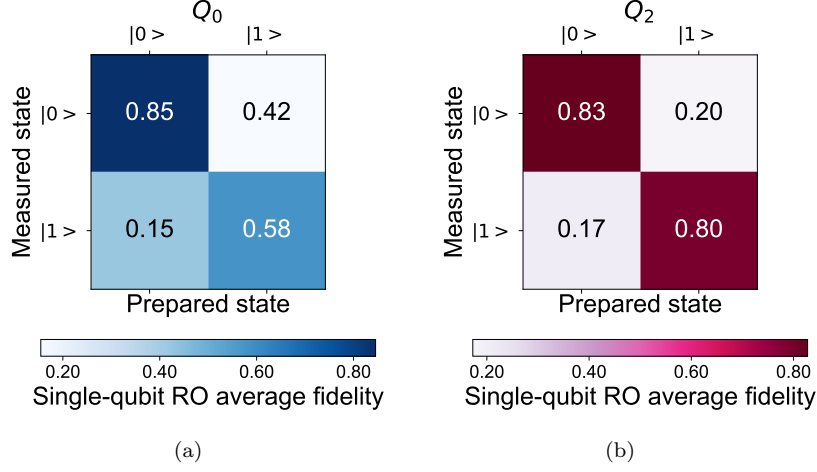 Q0
|0 > |1 >
Measured state
|0 > 0.85 0.42
|1 > 0.15 0.58
Prepared state
0.20 0.40 0.60 0.80
Single-qubit RO average fidelity
(a)
Q2
|0 > |1 >
Measured state
|0 > 0.83 0.20
|1 > 0.17 0.80
Prepared state
0.20 0.40 0.60 0.80
Single-qubit RO average fidelity
(b)